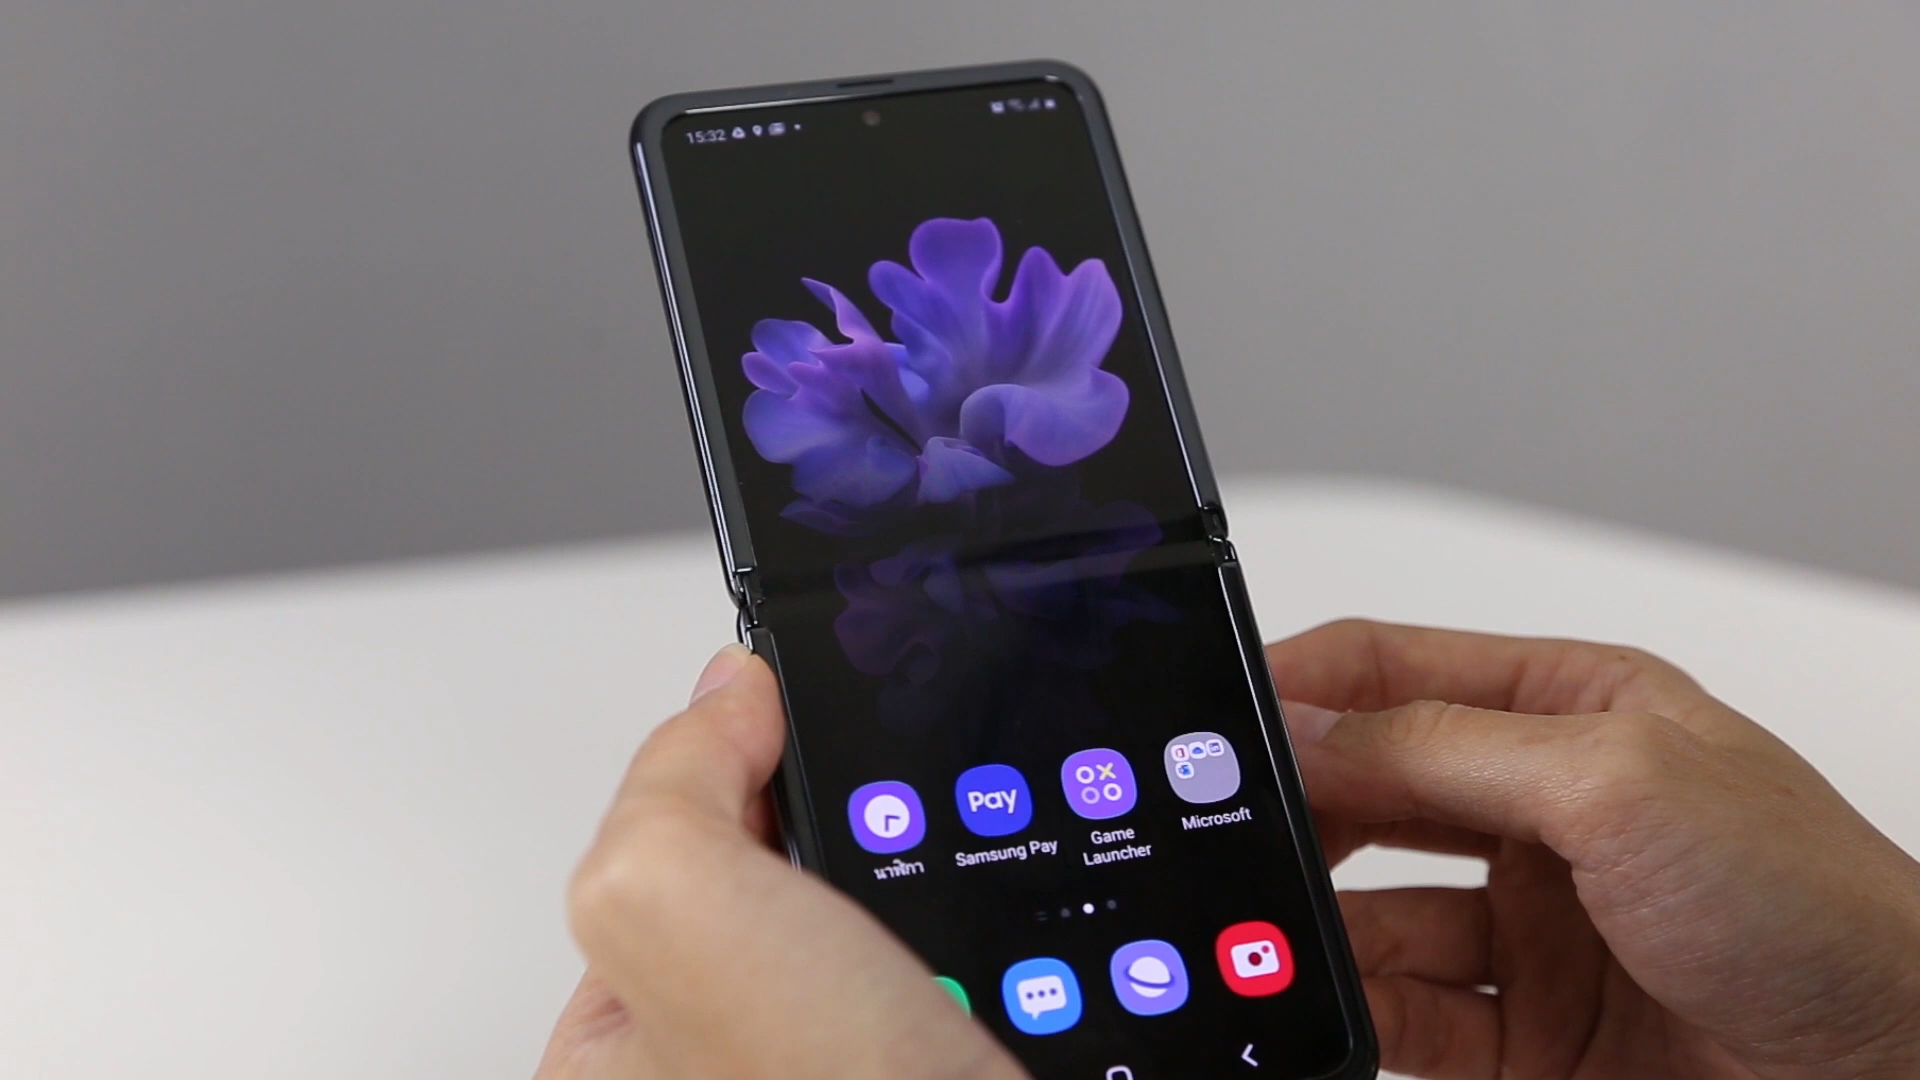 15:32
นาฬิกา
Pay
Samsung Pay
Game
Launcher
Microsoft